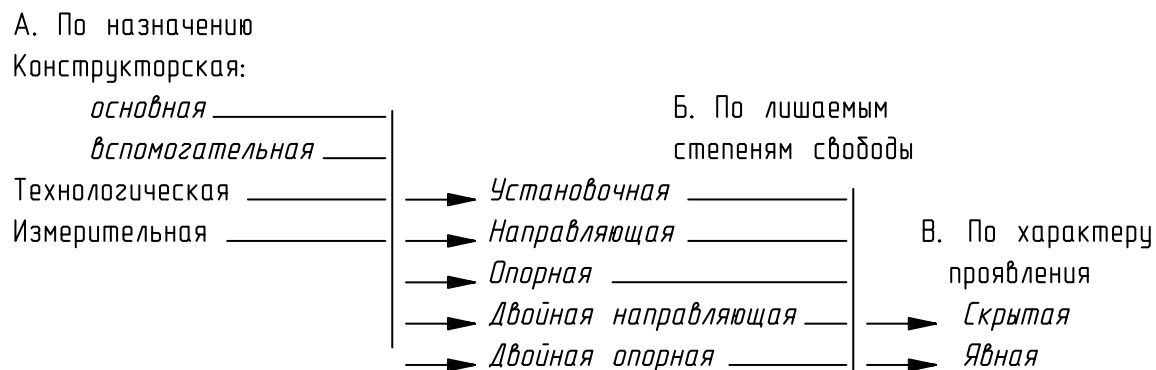 А. По назначению
Конструкторская:
основная
вспомогательная
Технологическая
Измерительная
Б. По лишаемым
степеням свободы
Установочная
Направляющая
Опорная
Двойная направляющая
Двойная опорная
В. По характеру
проявления
Скрытая
Явная